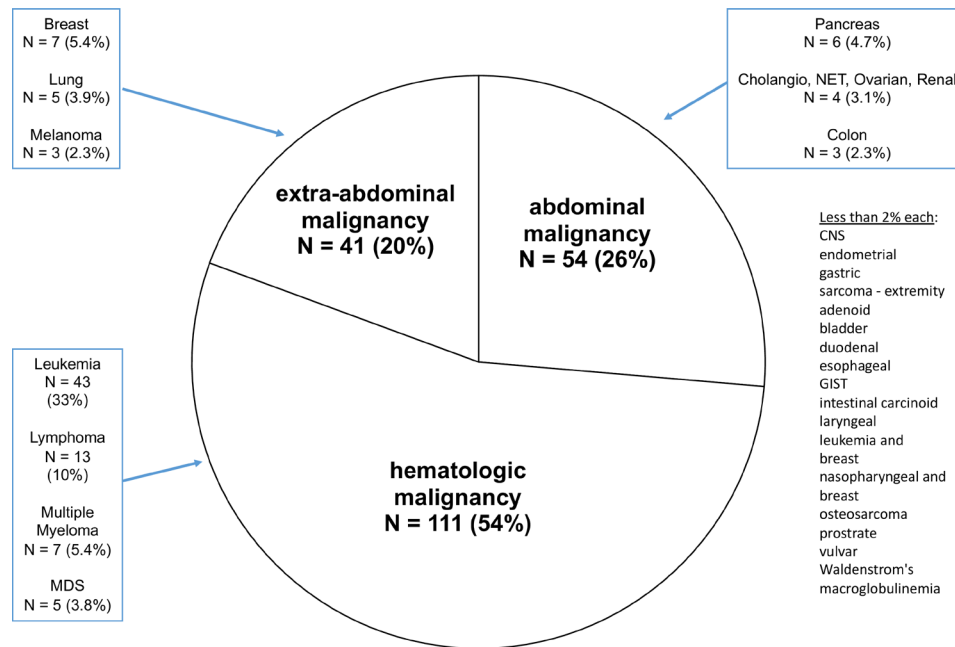 Breast
N = 7 (5.4%)
Lung
N = 5 (3.9%)
Melanoma
N = 3 (2.3%)
Pancreas
N = 6 (4.7%)
Cholangio, NET, Ovarian, Renal
N = 4 (3.1%)
Colon
N = 3 (2.3%)
extra-abdominal
malignancy
N = 41 (20%)
abdominal
malignancy
N = 54 (26%)
Less than 2% each:
CNS
endometrial
gastric
sarcoma - extremity
adenoid
bladder
duodenal
esophageal
GIST
intestinal carcinoid
laryngeal
leukemia and
breast
nasopharyngeal and
breast
osteosarcoma
prostrate
vulvar
Waldenstrom's
macroglobulinemia
Leukemia
N = 43
(33%)
Lymphoma
N = 13
(10%)
Multiple
Myeloma
N = 7 (5.4%)
MDS
N = 5 (3.8%)
hematologic
malignancy
N = 111 (54%)